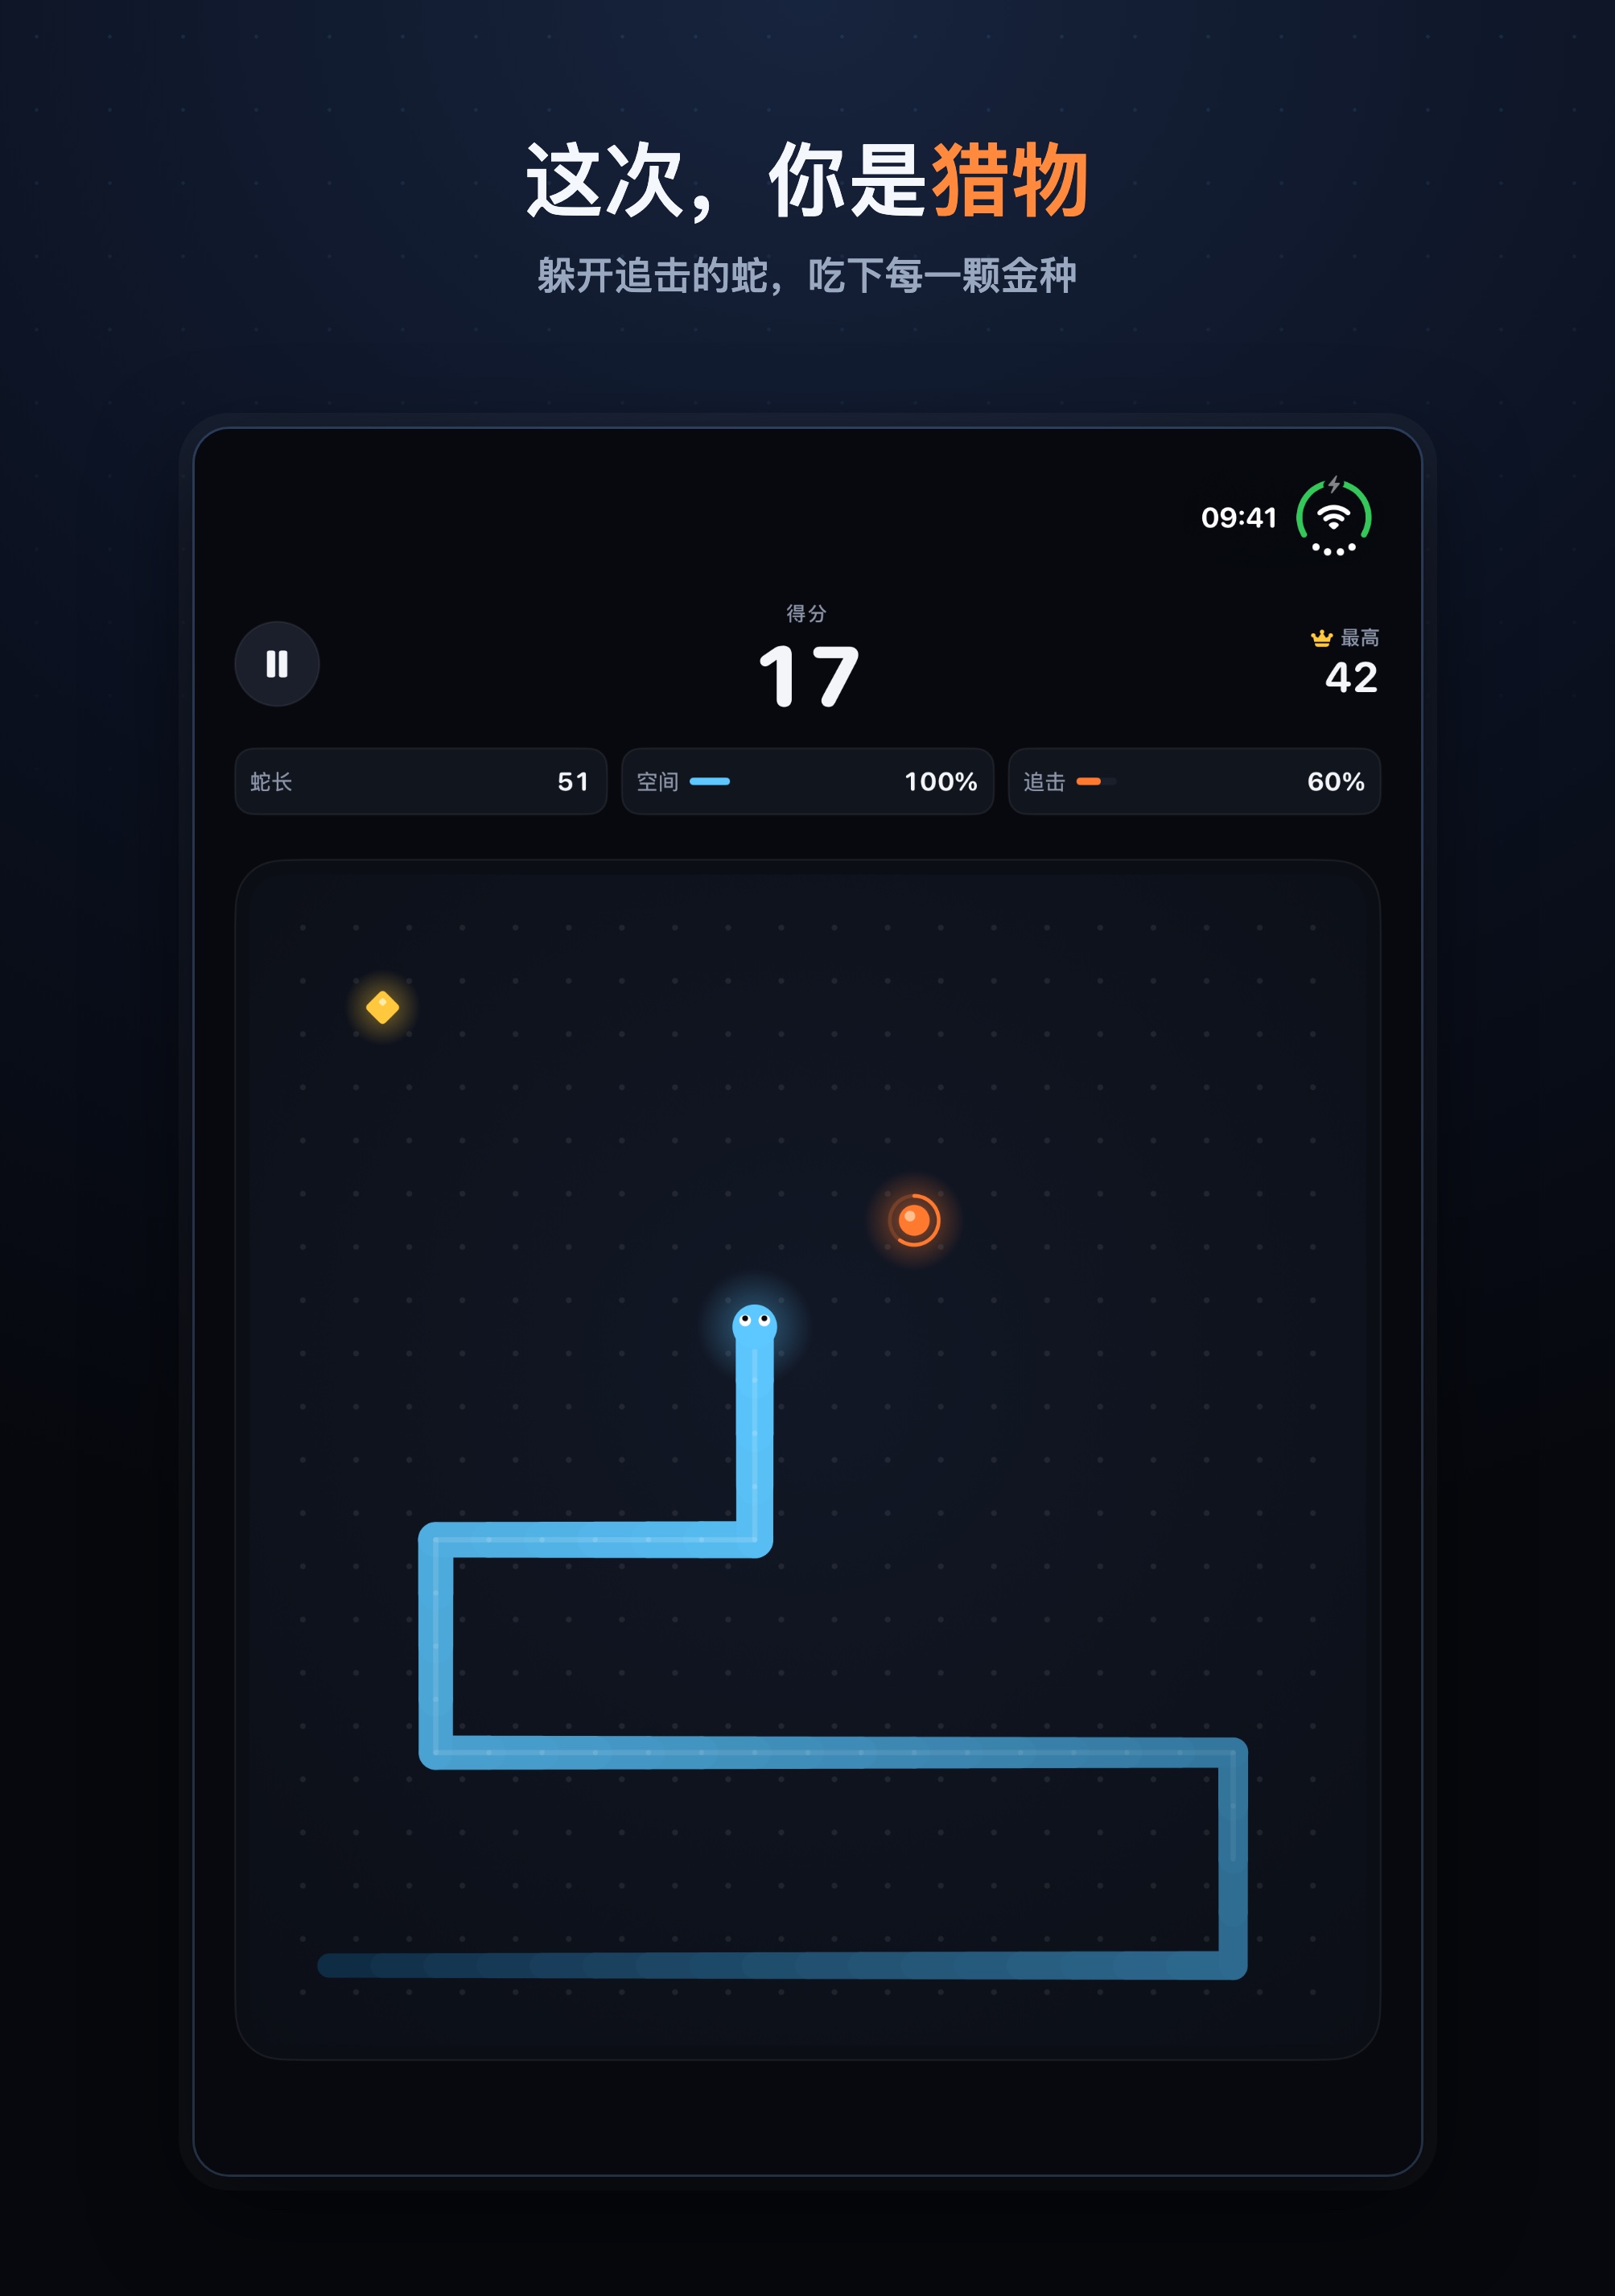 这次，你是猎物
躲开追击的蛇，吃下每一颗金种
09:41
得分
17
最高
42
蛇长 51
空间 100%
追击 60%